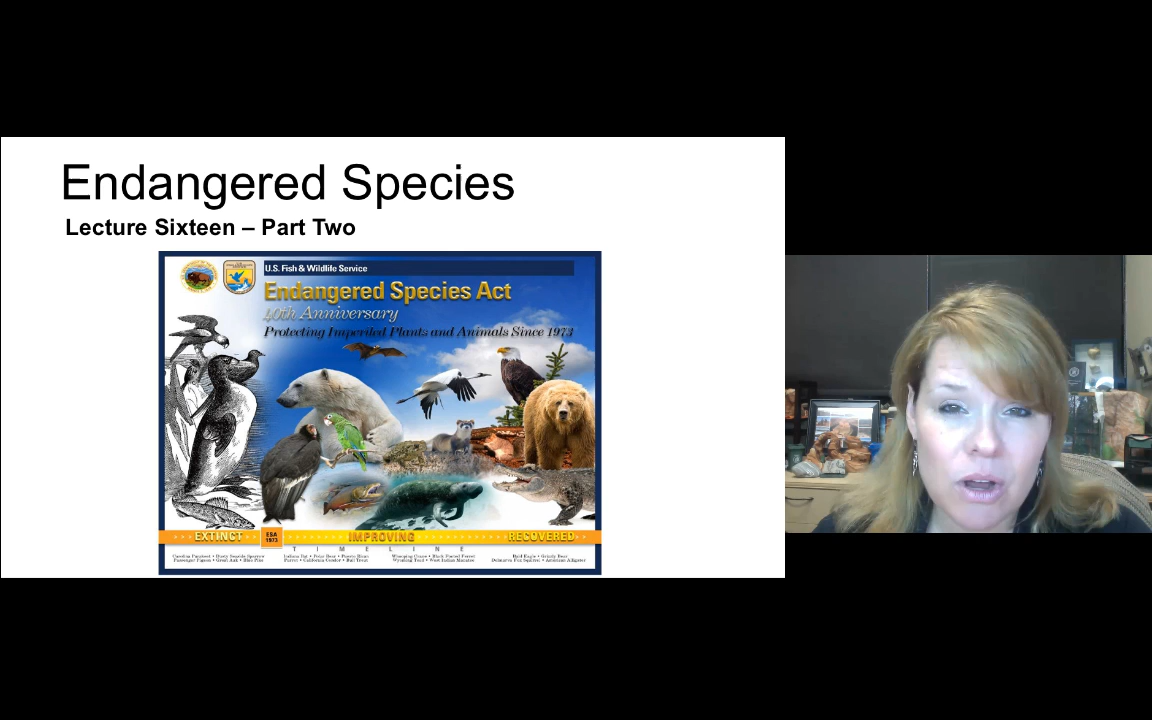 Endangered Species
Lecture Sixteen – Part Two
U.S. Fish & Wildlife Service
Endangered Species Act
40th Anniversary
Protecting Imperiled Plants and Animals Since 1973
EXTINCT
ESA
1973
IMPROVING
RECOVERED
TIMELINE
Carolina Parakeet • Dusty Seaside Sparrow
Passenger Pigeon • Great Auk • Blue Pike
Indiana Bat • Polar Bear • Puerto Rican
Parrot • California Condor • Bull Trout
Whooping Crane • Black Footed Ferret
Wyoming Toad • West Indian Manatee
Bald Eagle • Grizzly Bear
Delmarva Fox Squirrel • American Alligator